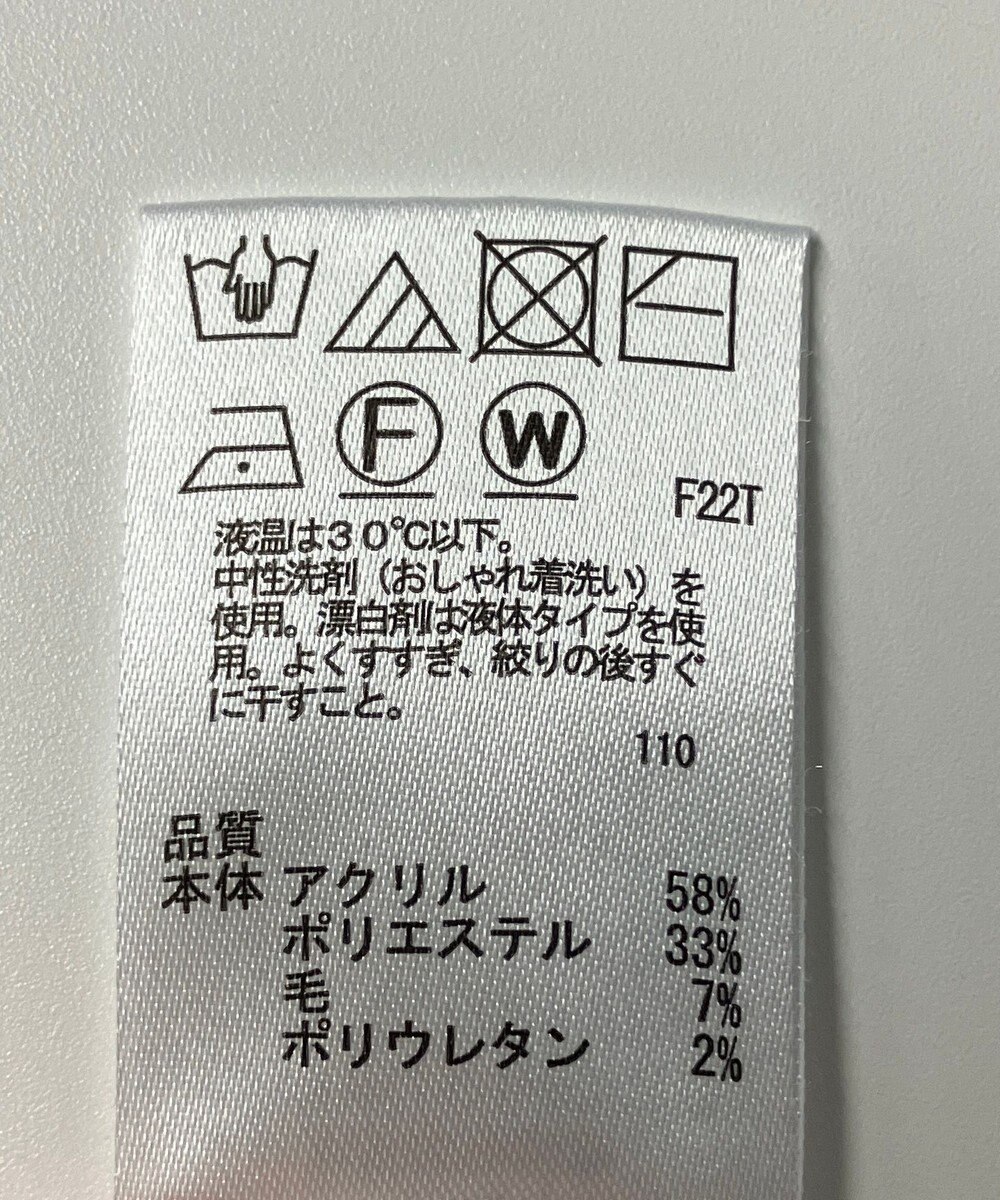 F W
F22T
液温は30℃以下。
中性洗剤（おしゃれ着洗い）を
使用。漂白剤は液体タイプを使
用。よくすすぎ、絞りの後すぐ
に干すこと。
110
品質
本体 アクリル 58%
ポリエステル 33%
毛 7%
ポリウレタン 2%